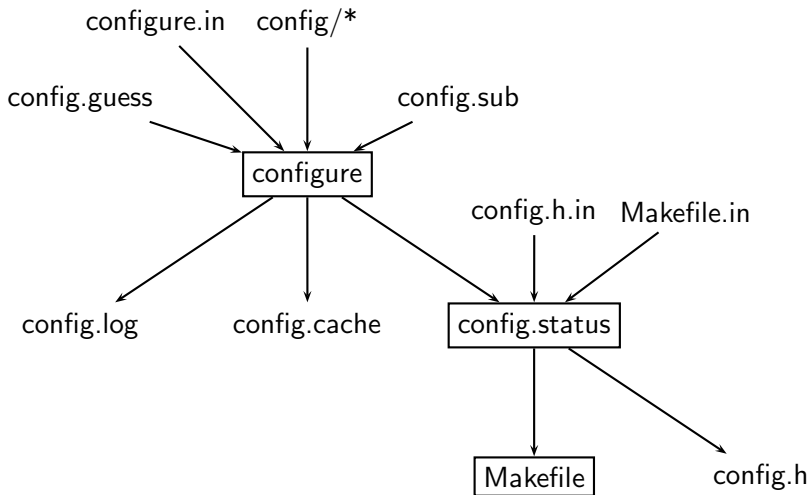 configure.in
config/*
config.guess
config.sub
configure
config.h.in
Makefile.in
config.log
config.cache
config.status
Makefile
config.h